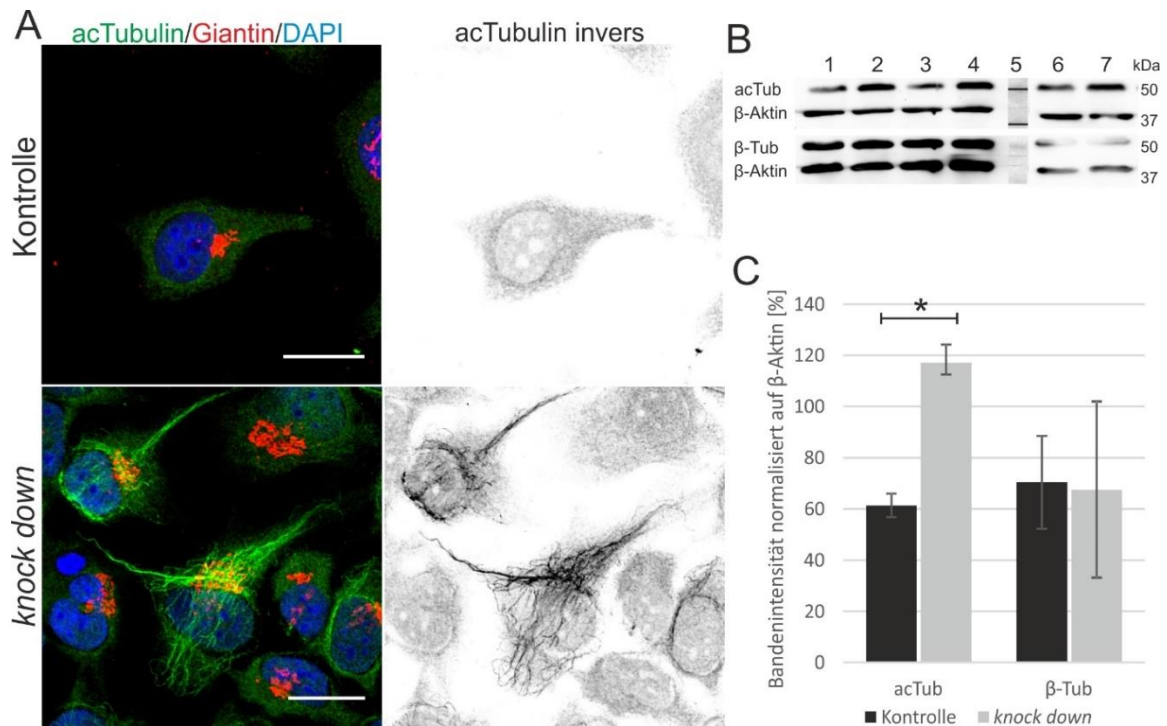 A
acTubulin/Giantin/DAPI
acTubulin invers
Kontrolle
knock down
B
1 2 3 4 5 6 7 kDa
acTub 50
β-Aktin 37
β-Tub 50
β-Aktin 37
C
Bandenintensität normalisiert auf β-Aktin [%]
140
120
100
80
60
40
20
0
*
acTub β-Tub
Kontrolle knock down